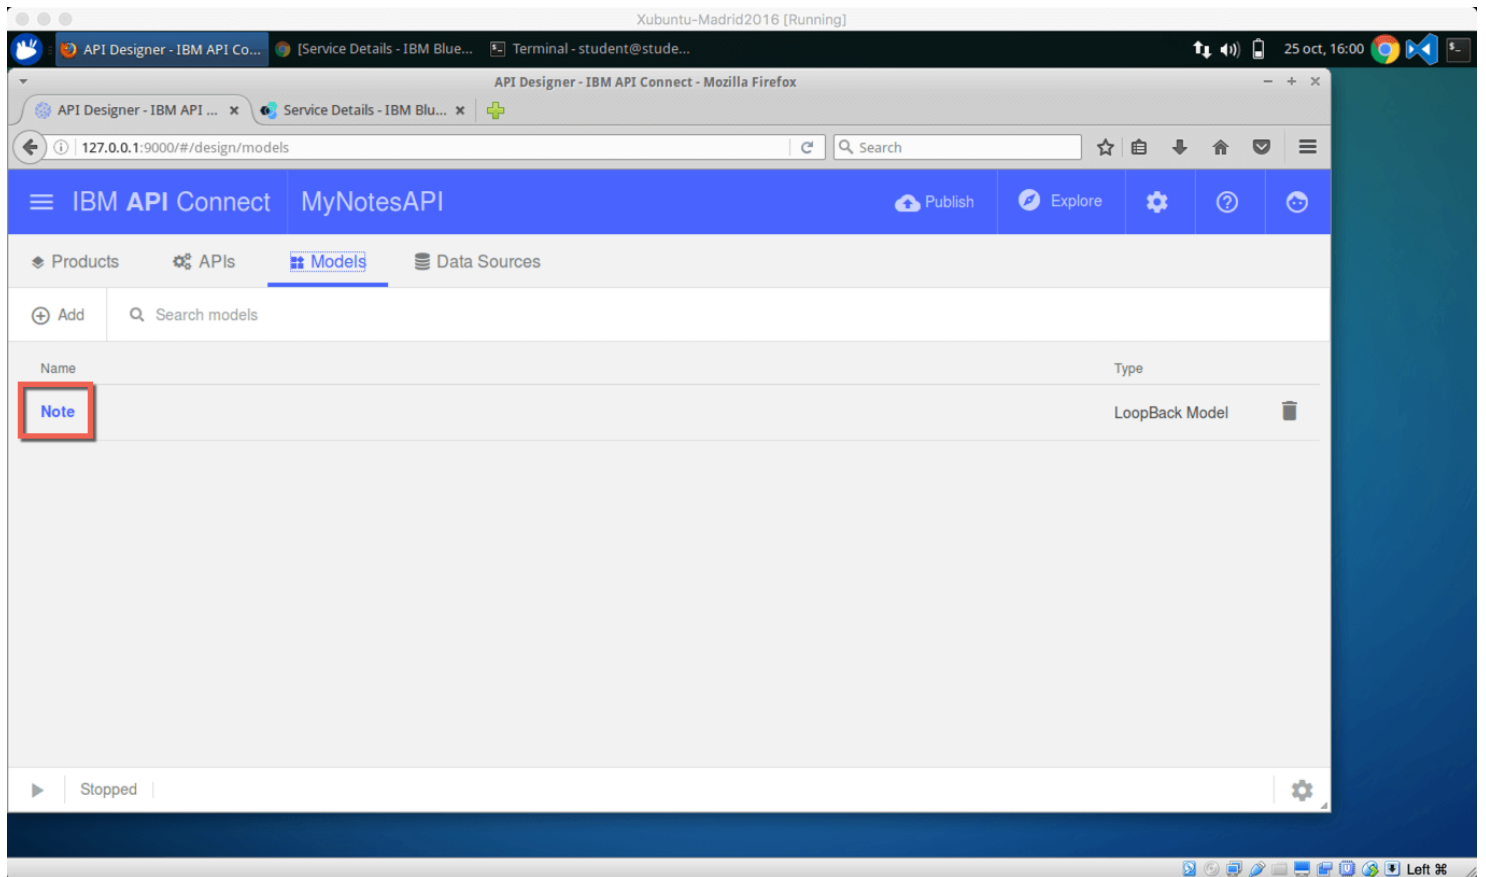 Xubuntu-Madrid2016 [Running]
API Designer - IBM API Co... [Service Details - IBM Blue... Terminal - student@stude... 25 oct, 16:00
API Designer - IBM API Connect - Mozilla Firefox
API Designer - IBM API ... Service Details - IBM Blu...
127.0.0.1:9000/#/design/models Search
IBM API Connect MyNotesAPI Publish Explore
Products APIs Models Data Sources
Add Search models
Name Type
Note LoopBack Model
Stopped
Left ⌘